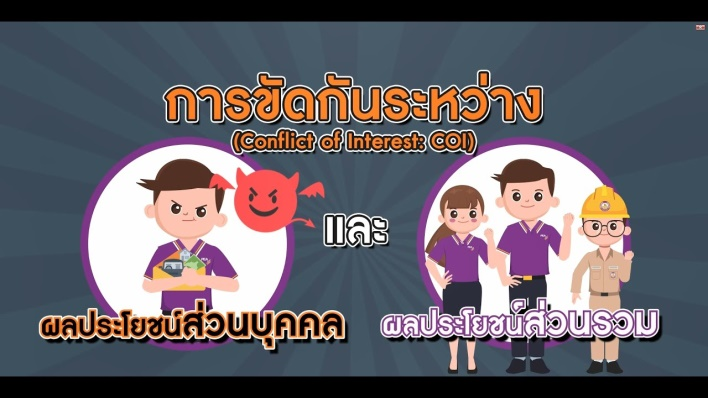 การขัดกันระหว่าง
(Conflict of Interest: COI)
และ
ผลประโยชน์ส่วนบุคคล
ผลประโยชน์ส่วนรวม